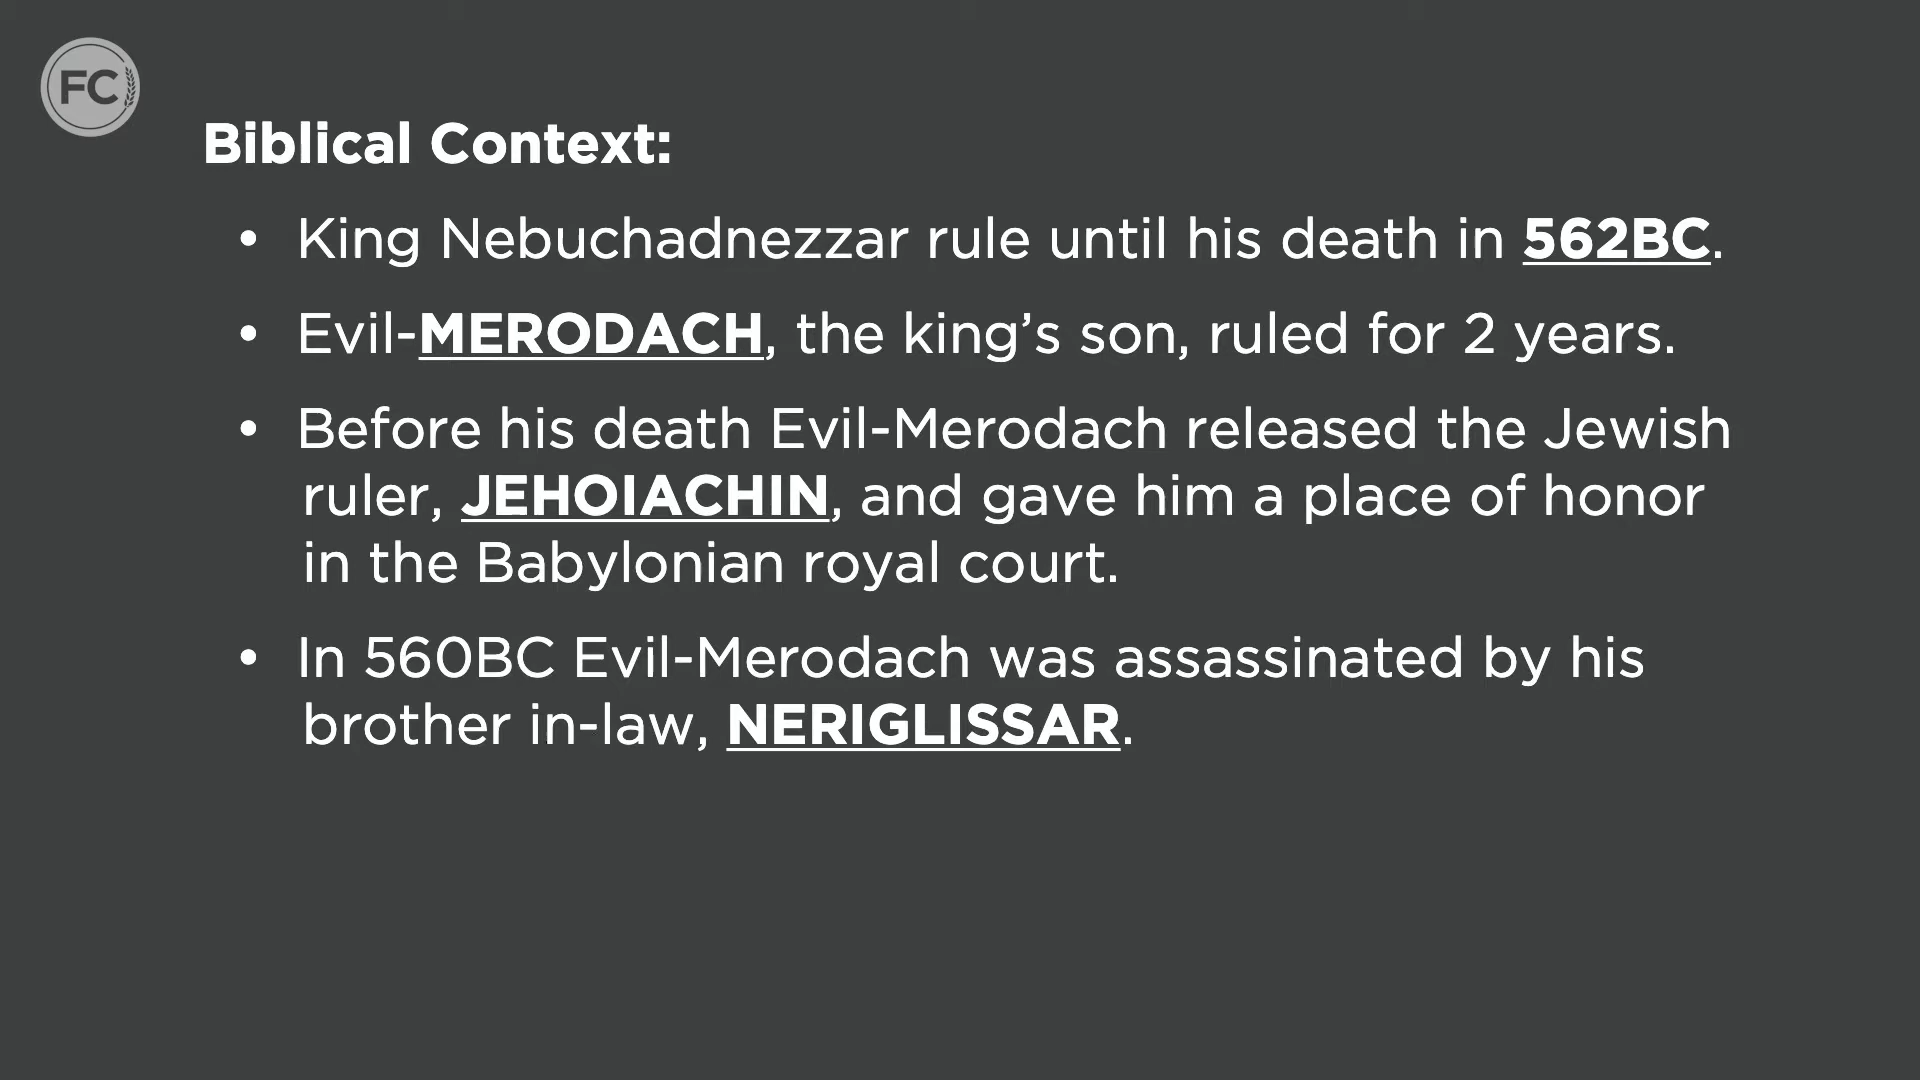 FC
Biblical Context:
• King Nebuchadnezzar rule until his death in 562BC.
• Evil-MERODACH, the king’s son, ruled for 2 years.
• Before his death Evil-Merodach released the Jewish
ruler, JEHOIACHIN, and gave him a place of honor
in the Babylonian royal court.
• In 560BC Evil-Merodach was assassinated by his
brother in-law, NERIGLISSAR.